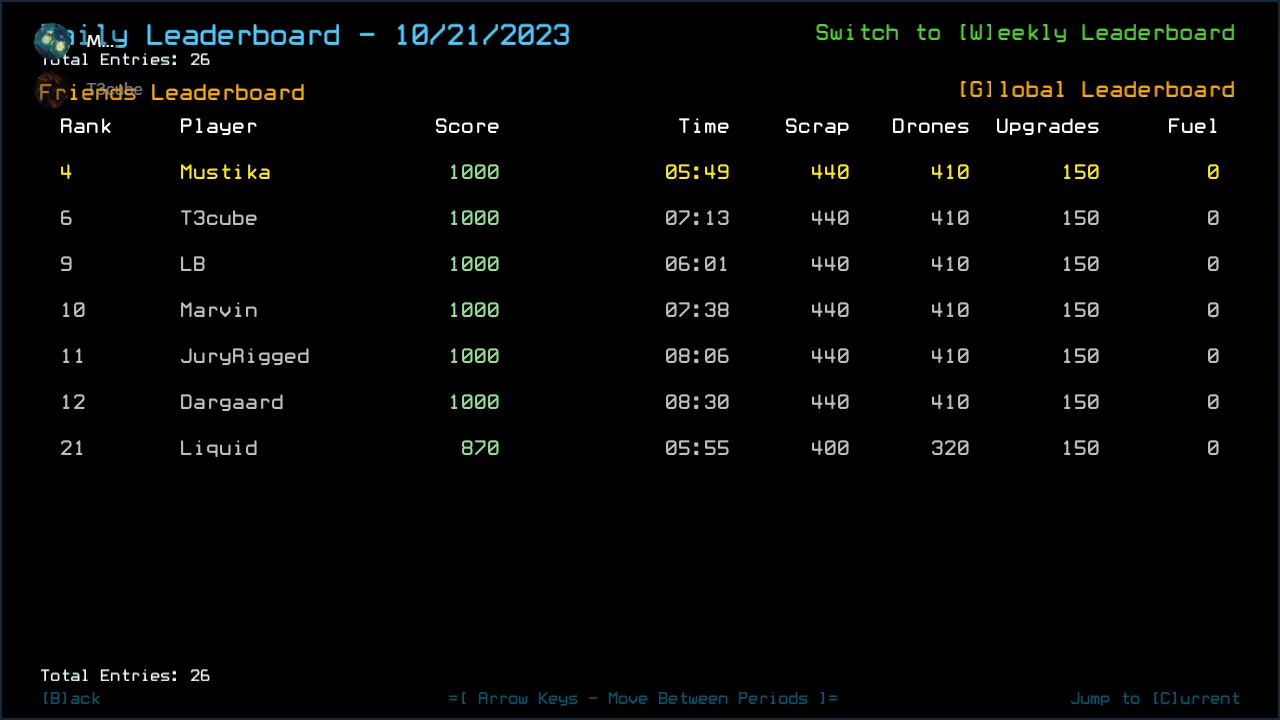 Daily Leaderboard - 10/21/2023
Switch to [W]eekly Leaderboard
M...
Total Entries: 26
T3cube
Friends Leaderboard
[G]lobal Leaderboard
Rank Player Score Time Scrap Drones Upgrades Fuel
4 Mustika 1000 05:49 440 410 150 0
6 T3cube 1000 07:13 440 410 150 0
9 LB 1000 06:01 440 410 150 0
10 Marvin 1000 07:38 440 410 150 0
11 JuryRigged 1000 08:06 440 410 150 0
12 Dargaard 1000 08:30 440 410 150 0
21 Liquid 870 05:55 400 320 150 0
Total Entries: 26
[B]ack =[ Arrow Keys - Move Between Periods ]= Jump to [C]urrent